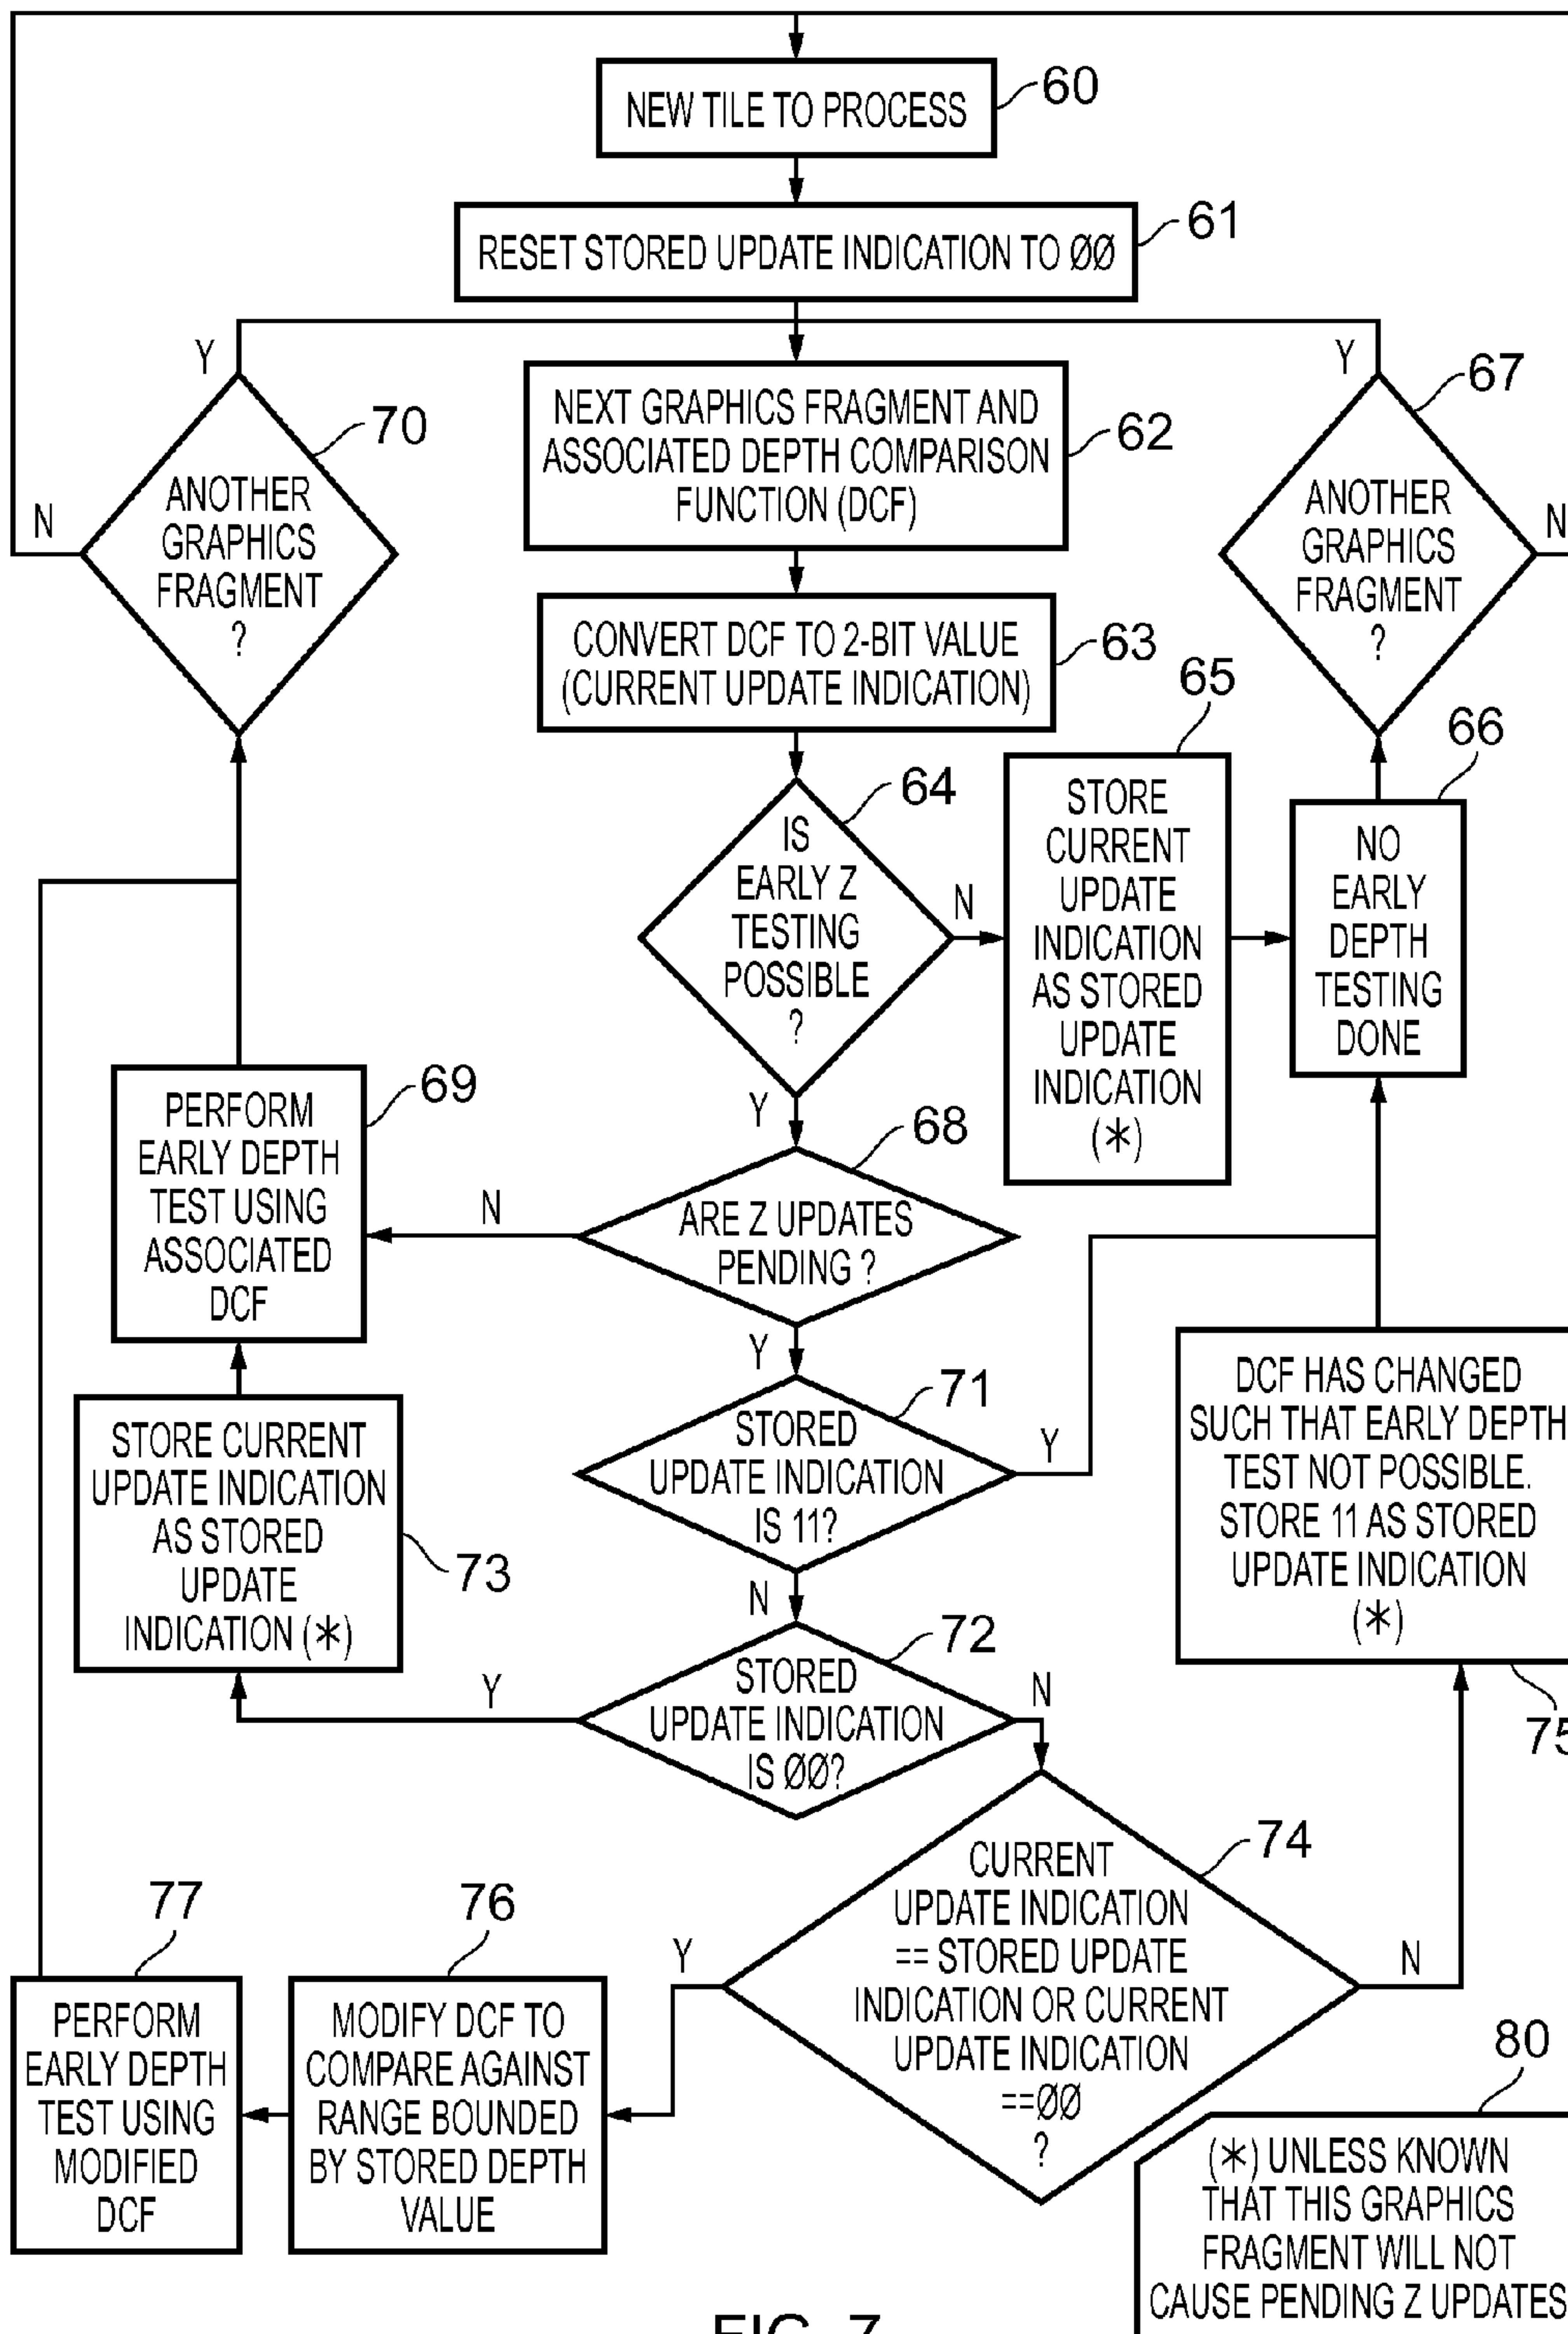 NEW TILE TO PROCESS
60
RESET STORED UPDATE INDICATION TO ØØ
61
Y
Y
NEXT GRAPHICS FRAGMENT AND
ASSOCIATED DEPTH COMPARISON
FUNCTION (DCF)
62
70
ANOTHER
GRAPHICS
FRAGMENT
?
N
67
ANOTHER
GRAPHICS
FRAGMENT
?
N
CONVERT DCF TO 2-BIT VALUE
(CURRENT UPDATE INDICATION)
63
64
IS
EARLY Z
TESTING
POSSIBLE
?
N
Y
65
STORE
CURRENT
UPDATE
INDICATION
AS STORED
UPDATE
INDICATION
(*)
66
NO
EARLY
DEPTH
TESTING
DONE
69
PERFORM
EARLY DEPTH
TEST USING
ASSOCIATED
DCF
68
ARE Z UPDATES
PENDING ?
N
Y
71
STORED
UPDATE INDICATION
IS 11?
Y
N
STORE CURRENT
UPDATE INDICATION
AS STORED
UPDATE
INDICATION (*)
73
DCF HAS CHANGED
SUCH THAT EARLY DEPTH
TEST NOT POSSIBLE.
STORE 11 AS STORED
UPDATE INDICATION
(*)
75
72
STORED
UPDATE INDICATION
IS ØØ?
Y
N
74
CURRENT
UPDATE INDICATION
== STORED UPDATE
INDICATION OR CURRENT
UPDATE INDICATION
==ØØ
?
Y
N
77
PERFORM
EARLY DEPTH
TEST USING
MODIFIED
DCF
76
MODIFY DCF TO
COMPARE AGAINST
RANGE BOUNDED
BY STORED DEPTH
VALUE
80
(*) UNLESS KNOWN
THAT THIS GRAPHICS
FRAGMENT WILL NOT
CAUSE PENDING Z UPDATES
FIG. 7